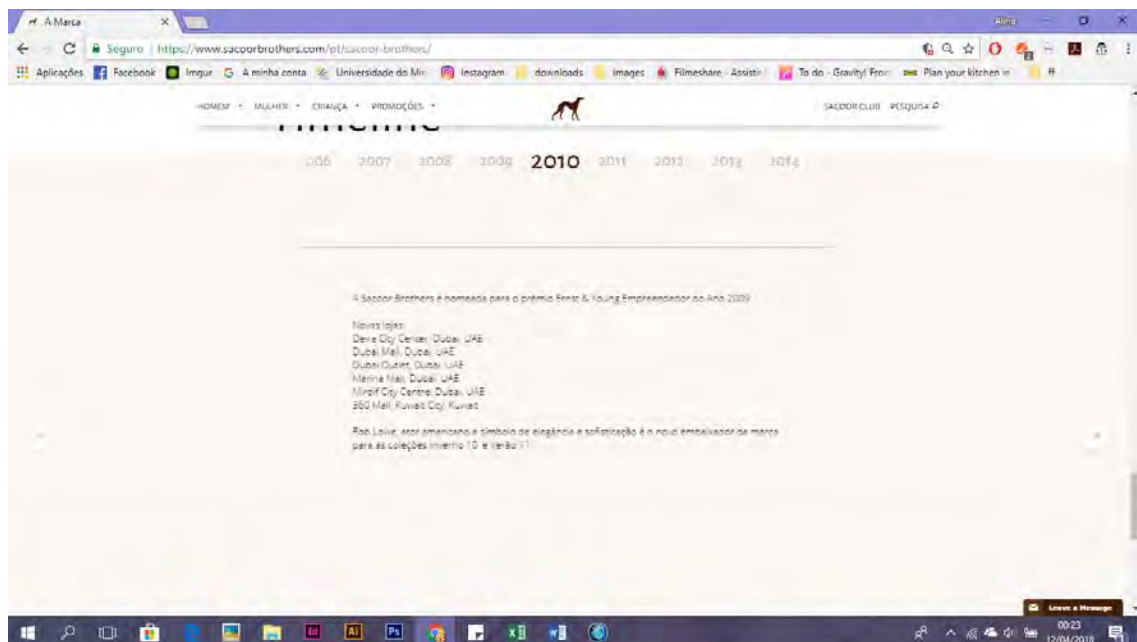 A Marca
Anna
Seguro | https://www.sacoorbrothers.com/pt/sacoor-brothers/
Aplicações Facebook Imgur A minha conta Universidade do Min Instagram downloads images Filmeshare - Assistir To do - Gravity! Fron Plan your kitchen in
HOMEM MULHER CRIANÇA PROMOÇÕES SACOOR CLUB PESQUISA
Timeline
006 2007 2008 2009 2010 2011 2012 2013 2014
A Sacoor Brothers é nomeada para o prémio Ernst & Young Empreendedor do Ano 2009
Novas lojas:
Deira City Center, Dubai, UAE
Dubai Mall, Dubai, UAE
Dubai Outlet, Dubai, UAE
Marina Mall, Dubai, UAE
Mirdif City Centre, Dubai, UAE
360 Mall, Kuwait City, Kuwait
Rob Lowe, ator americano e símbolo de elegância e sofisticação é o novo embaixador da marca
para as coleções Inverno 10' e Verão 11'
Leave a Message
00:23
12/04/2018